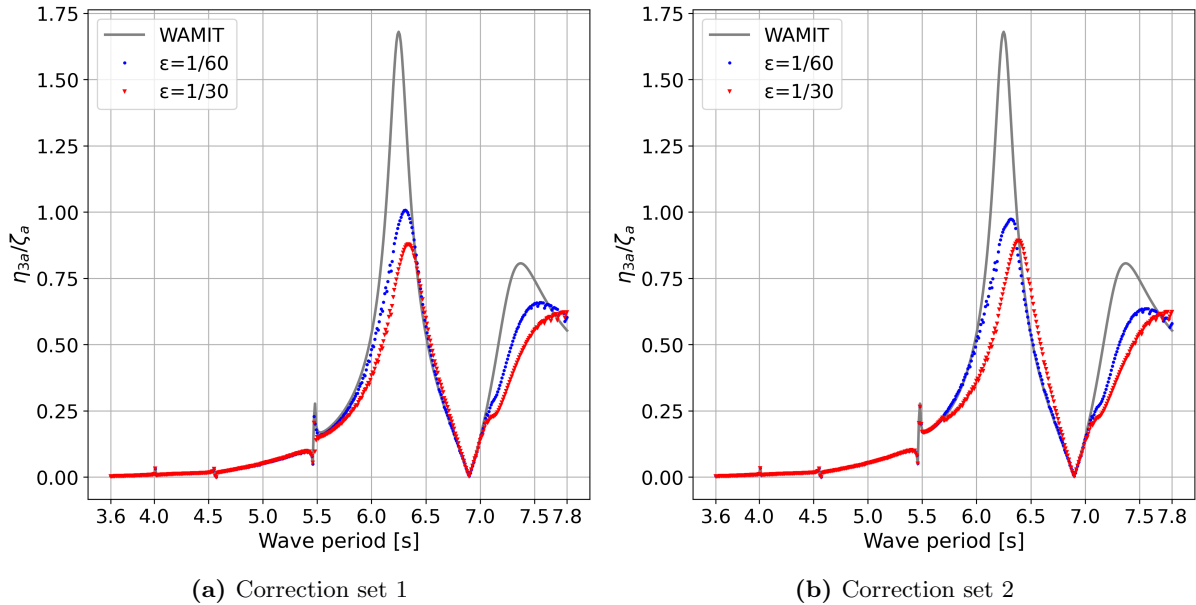 1.75
1.50
1.25
1.00
0.75
0.50
0.25
0.00
η3a/ζa
WAMIT
ε=1/60
ε=1/30
3.6 4.0 4.5 5.0 5.5 6.0 6.5 7.0 7.5 7.8
Wave period [s]
(a) Correction set 1
1.75
1.50
1.25
1.00
0.75
0.50
0.25
0.00
η3a/ζa
WAMIT
ε=1/60
ε=1/30
3.6 4.0 4.5 5.0 5.5 6.0 6.5 7.0 7.5 7.8
Wave period [s]
(b) Correction set 2